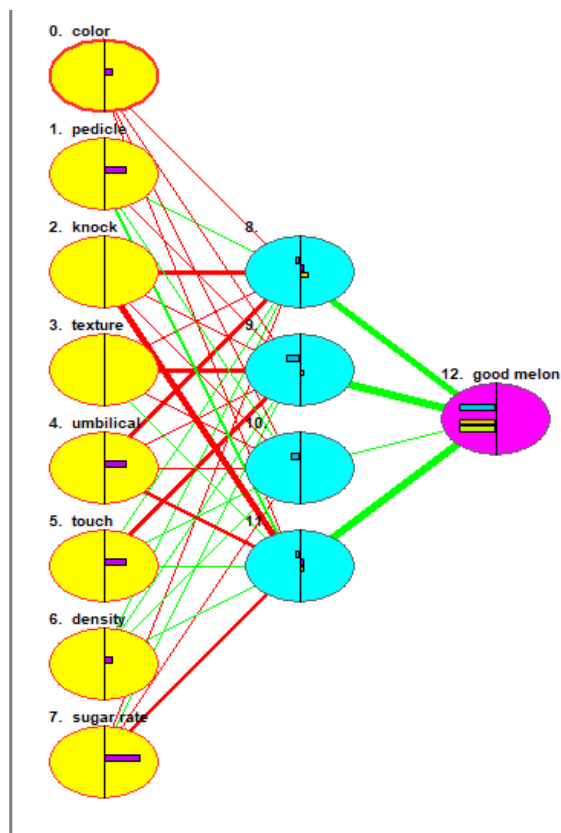 0. color
1. pedicle
2. knock
3. texture
4. umbilical
5. touch
6. density
7. sugar rate
8.
9.
10.
11.
12. good melon